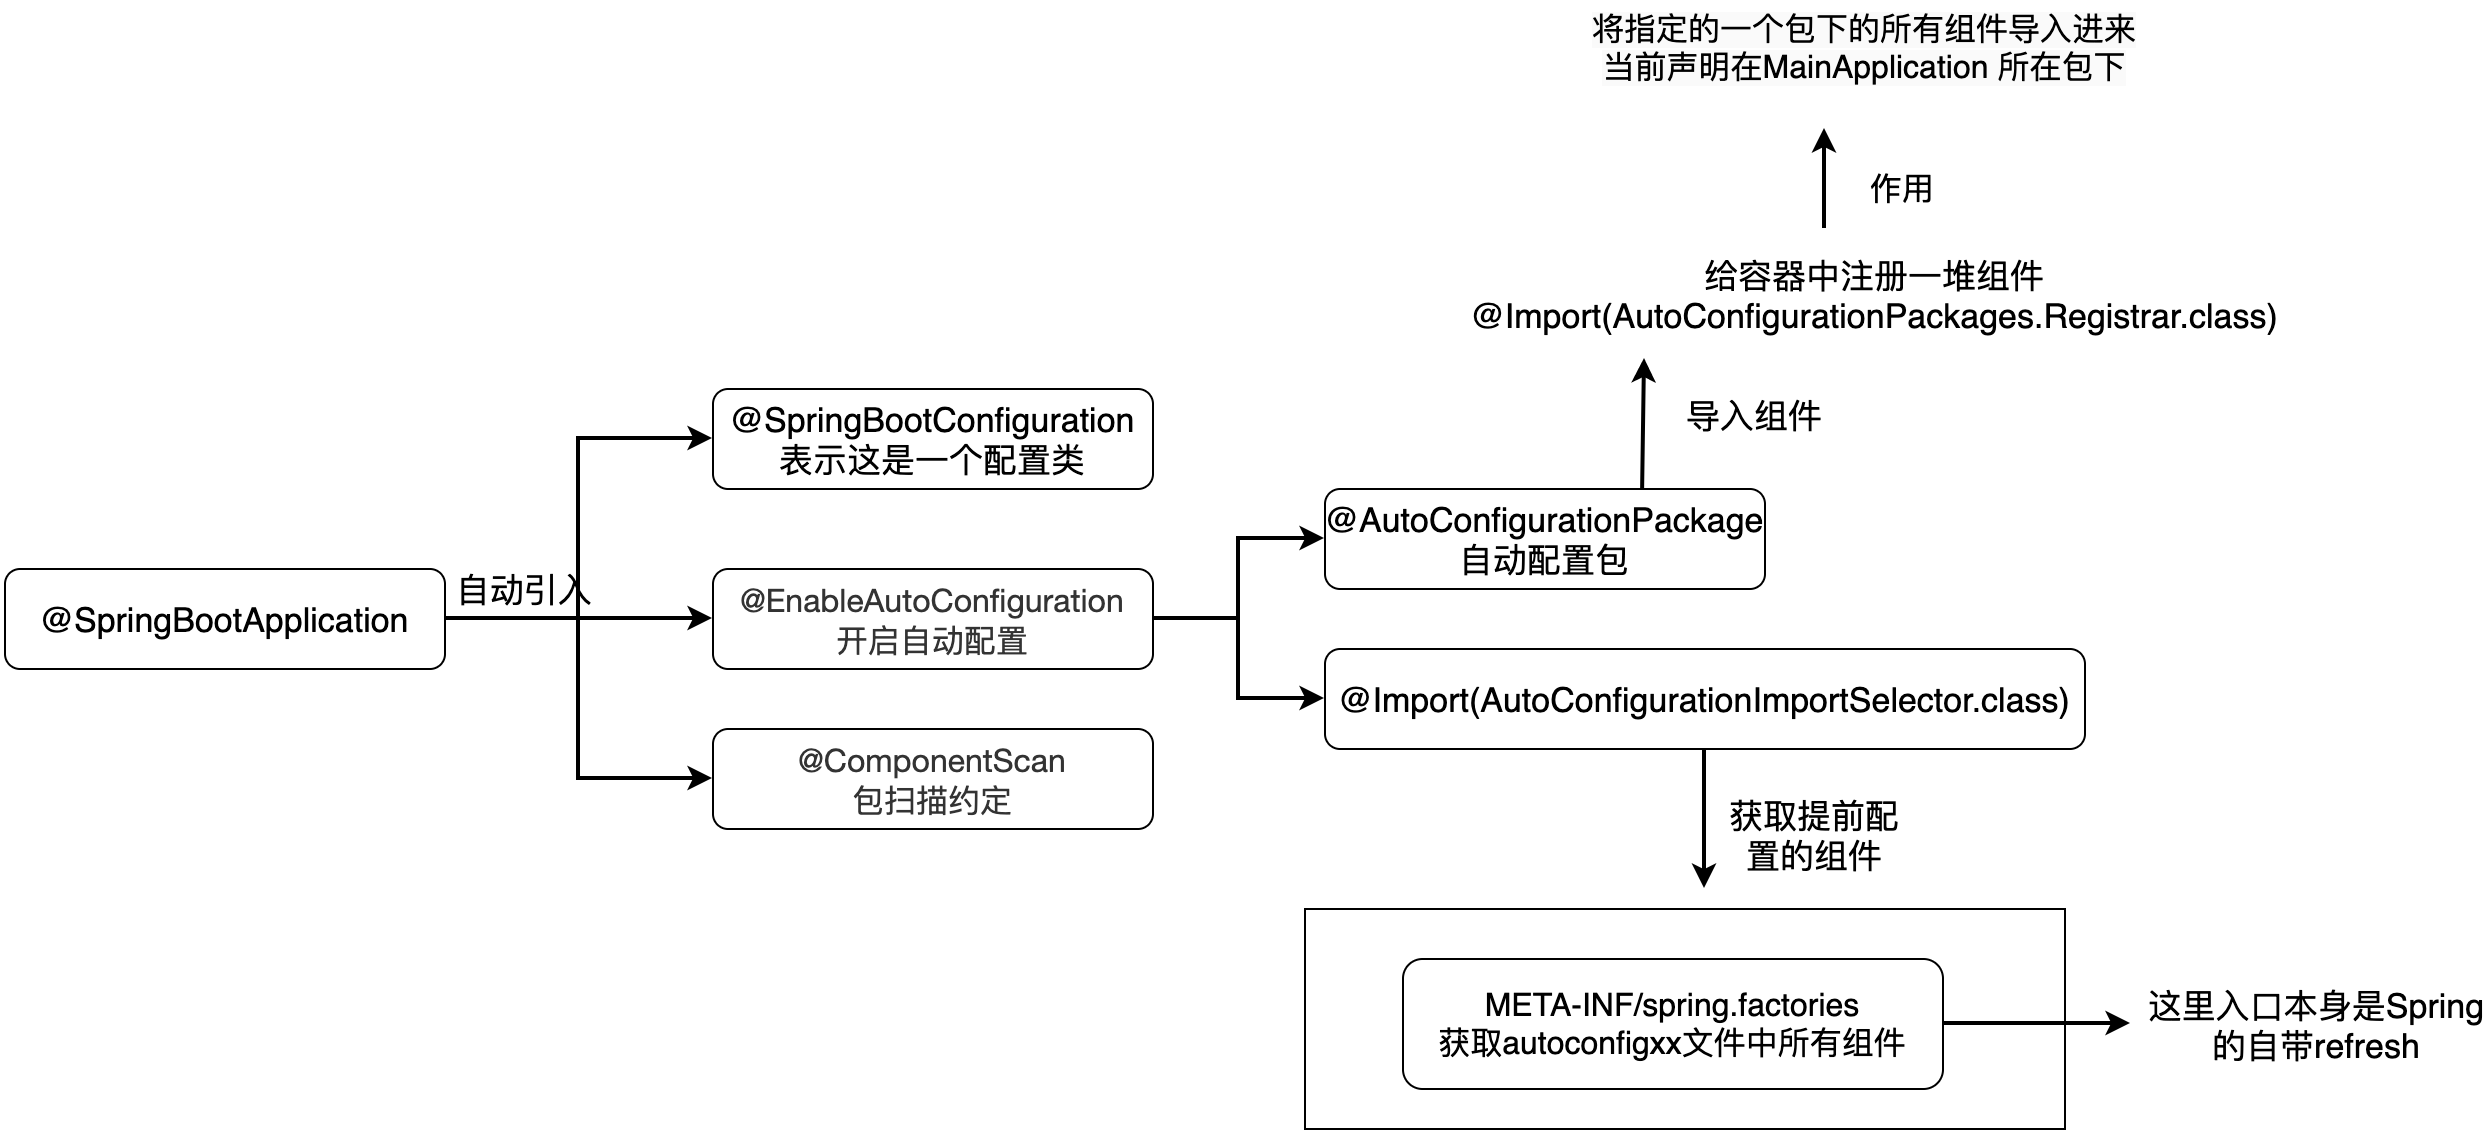 将指定的一个包下的所有组件导入进来
当前声明在MainApplication 所在包下
作用
给容器中注册一堆组件
@Import(AutoConfigurationPackages.Registrar.class)
导入组件
@SpringBootConfiguration
表示这是一个配置类
@AutoConfigurationPackage
自动配置包
自动引入
@SpringBootApplication
@EnableAutoConfiguration
开启自动配置
@Import(AutoConfigurationImportSelector.class)
@ComponentScan
包扫描约定
获取提前配
置的组件
META-INF/spring.factories
获取autoconfigxx文件中所有组件
这里入口本身是Spring
的自带refresh